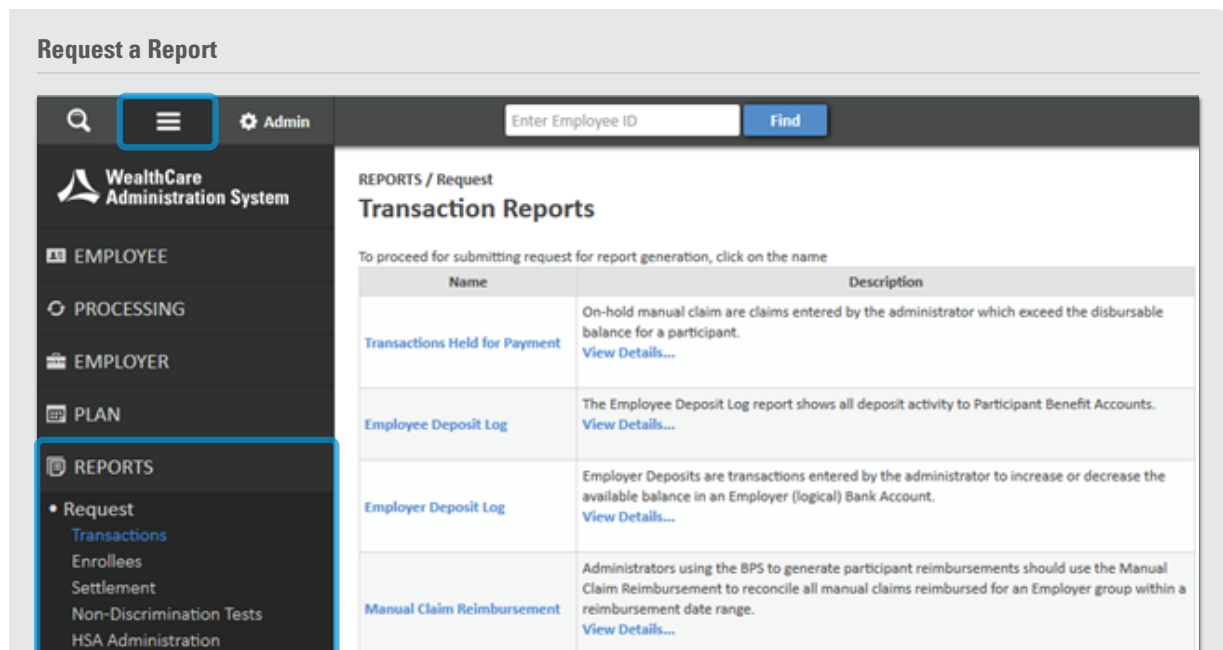 Request a Report
Admin
Enter Employee ID
Find
WealthCare
Administration System
EMPLOYEE
PROCESSING
EMPLOYER
PLAN
REPORTS
• Request
Transactions
Enrollees
Settlement
Non-Discrimination Tests
HSA Administration
REPORTS / Request
Transaction Reports
To proceed for submitting request for report generation, click on the name
Name
Description
Transactions Held for Payment
On-hold manual claim are claims entered by the administrator which exceed the disbursable
balance for a participant.
View Details...
Employee Deposit Log
The Employee Deposit Log report shows all deposit activity to Participant Benefit Accounts.
View Details...
Employer Deposit Log
Employer Deposits are transactions entered by the administrator to increase or decrease the
available balance in an Employer (logical) Bank Account.
View Details...
Manual Claim Reimbursement
Administrators using the BPS to generate participant reimbursements should use the Manual
Claim Reimbursement to reconcile all manual claims reimbursed for an Employer group within a
reimbursement date range.
View Details...